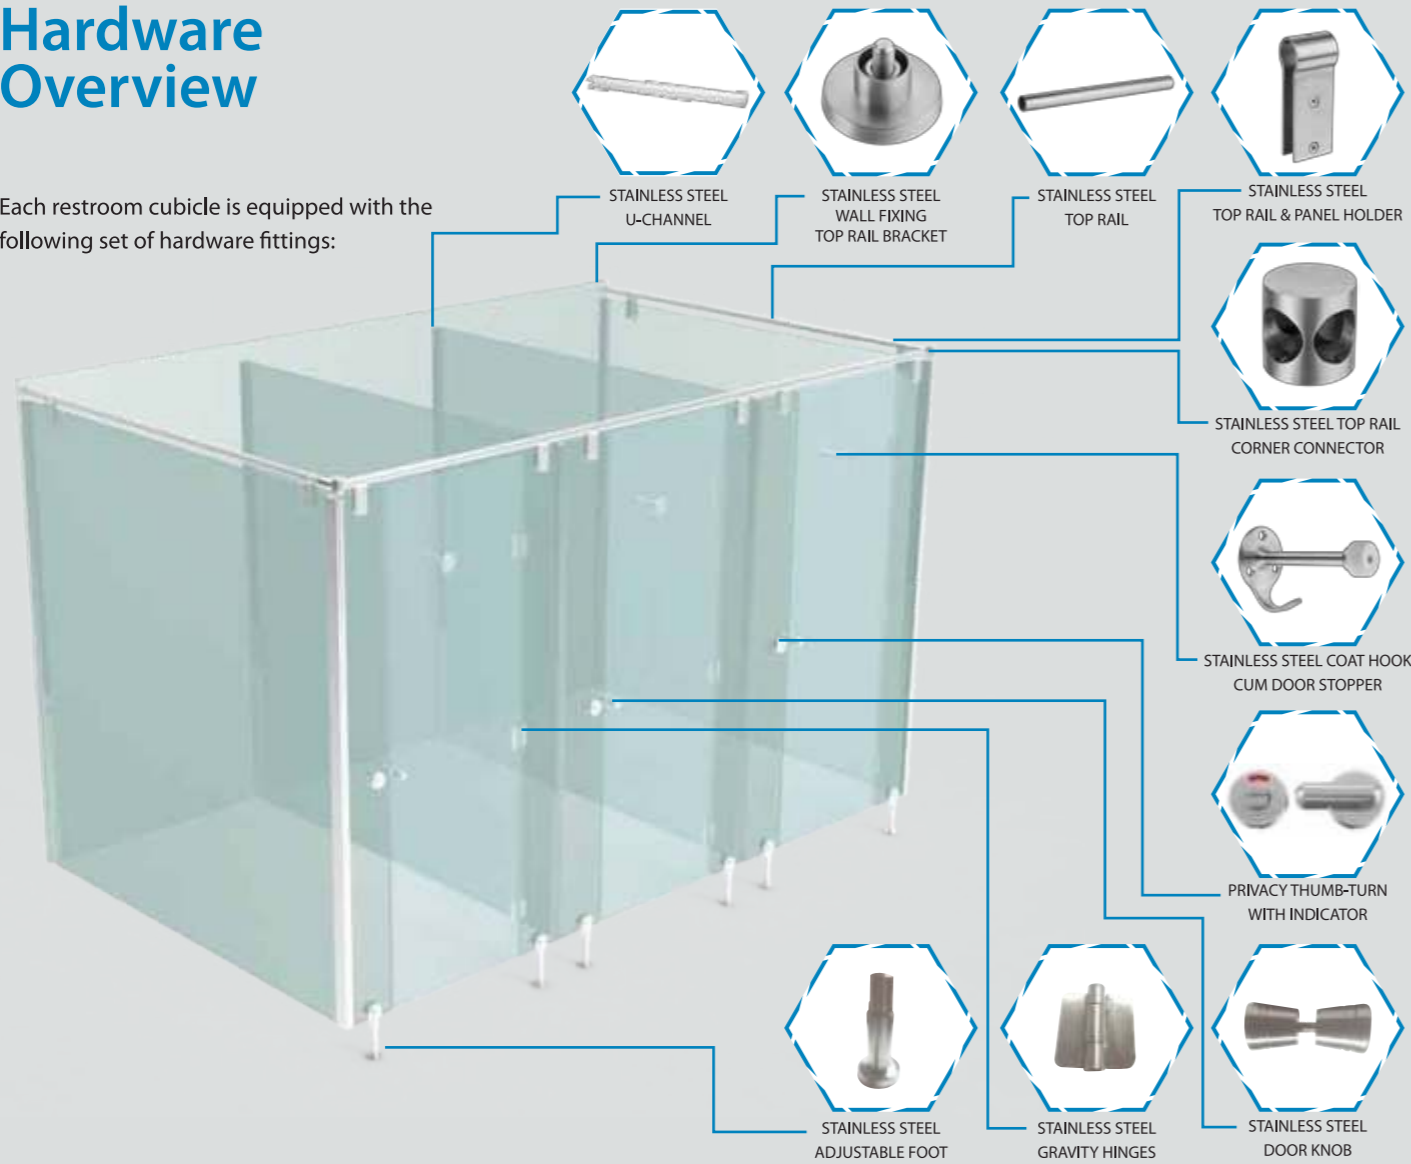 Hardware
Overview
Each restroom cubicle is equipped with the
following set of hardware fittings:
STAINLESS STEEL
U-CHANNEL
STAINLESS STEEL
WALL FIXING
TOP RAIL BRACKET
STAINLESS STEEL
TOP RAIL
STAINLESS STEEL
TOP RAIL & PANEL HOLDER
STAINLESS STEEL TOP RAIL
CORNER CONNECTOR
STAINLESS STEEL COAT HOOK
CUM DOOR STOPPER
PRIVACY THUMB-TURN
WITH INDICATOR
STAINLESS STEEL
ADJUSTABLE FOOT
STAINLESS STEEL
GRAVITY HINGES
STAINLESS STEEL
DOOR KNOB